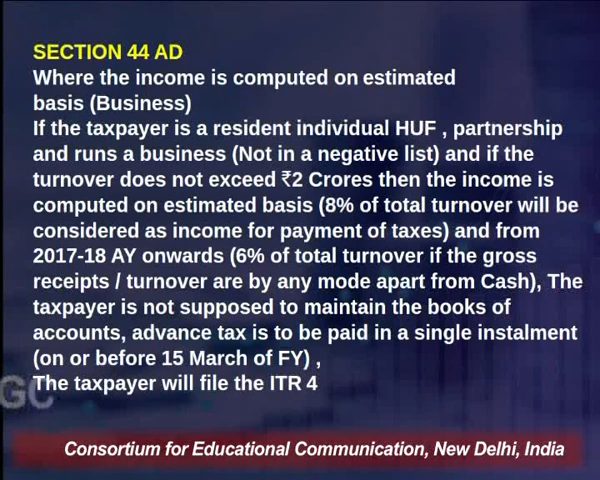 SECTION 44 AD
Where the income is computed on estimated
basis (Business)
If the taxpayer is a resident individual HUF , partnership
and runs a business (Not in a negative list) and if the
turnover does not exceed ₹2 Crores then the income is
computed on estimated basis (8% of total turnover will be
considered as income for payment of taxes) and from
2017-18 AY onwards (6% of total turnover if the gross
receipts / turnover are by any mode apart from Cash), The
taxpayer is not supposed to maintain the books of
accounts, advance tax is to be paid in a single instalment
(on or before 15 March of FY) ,
The taxpayer will file the ITR 4
GC
Consortium for Educational Communication, New Delhi, India